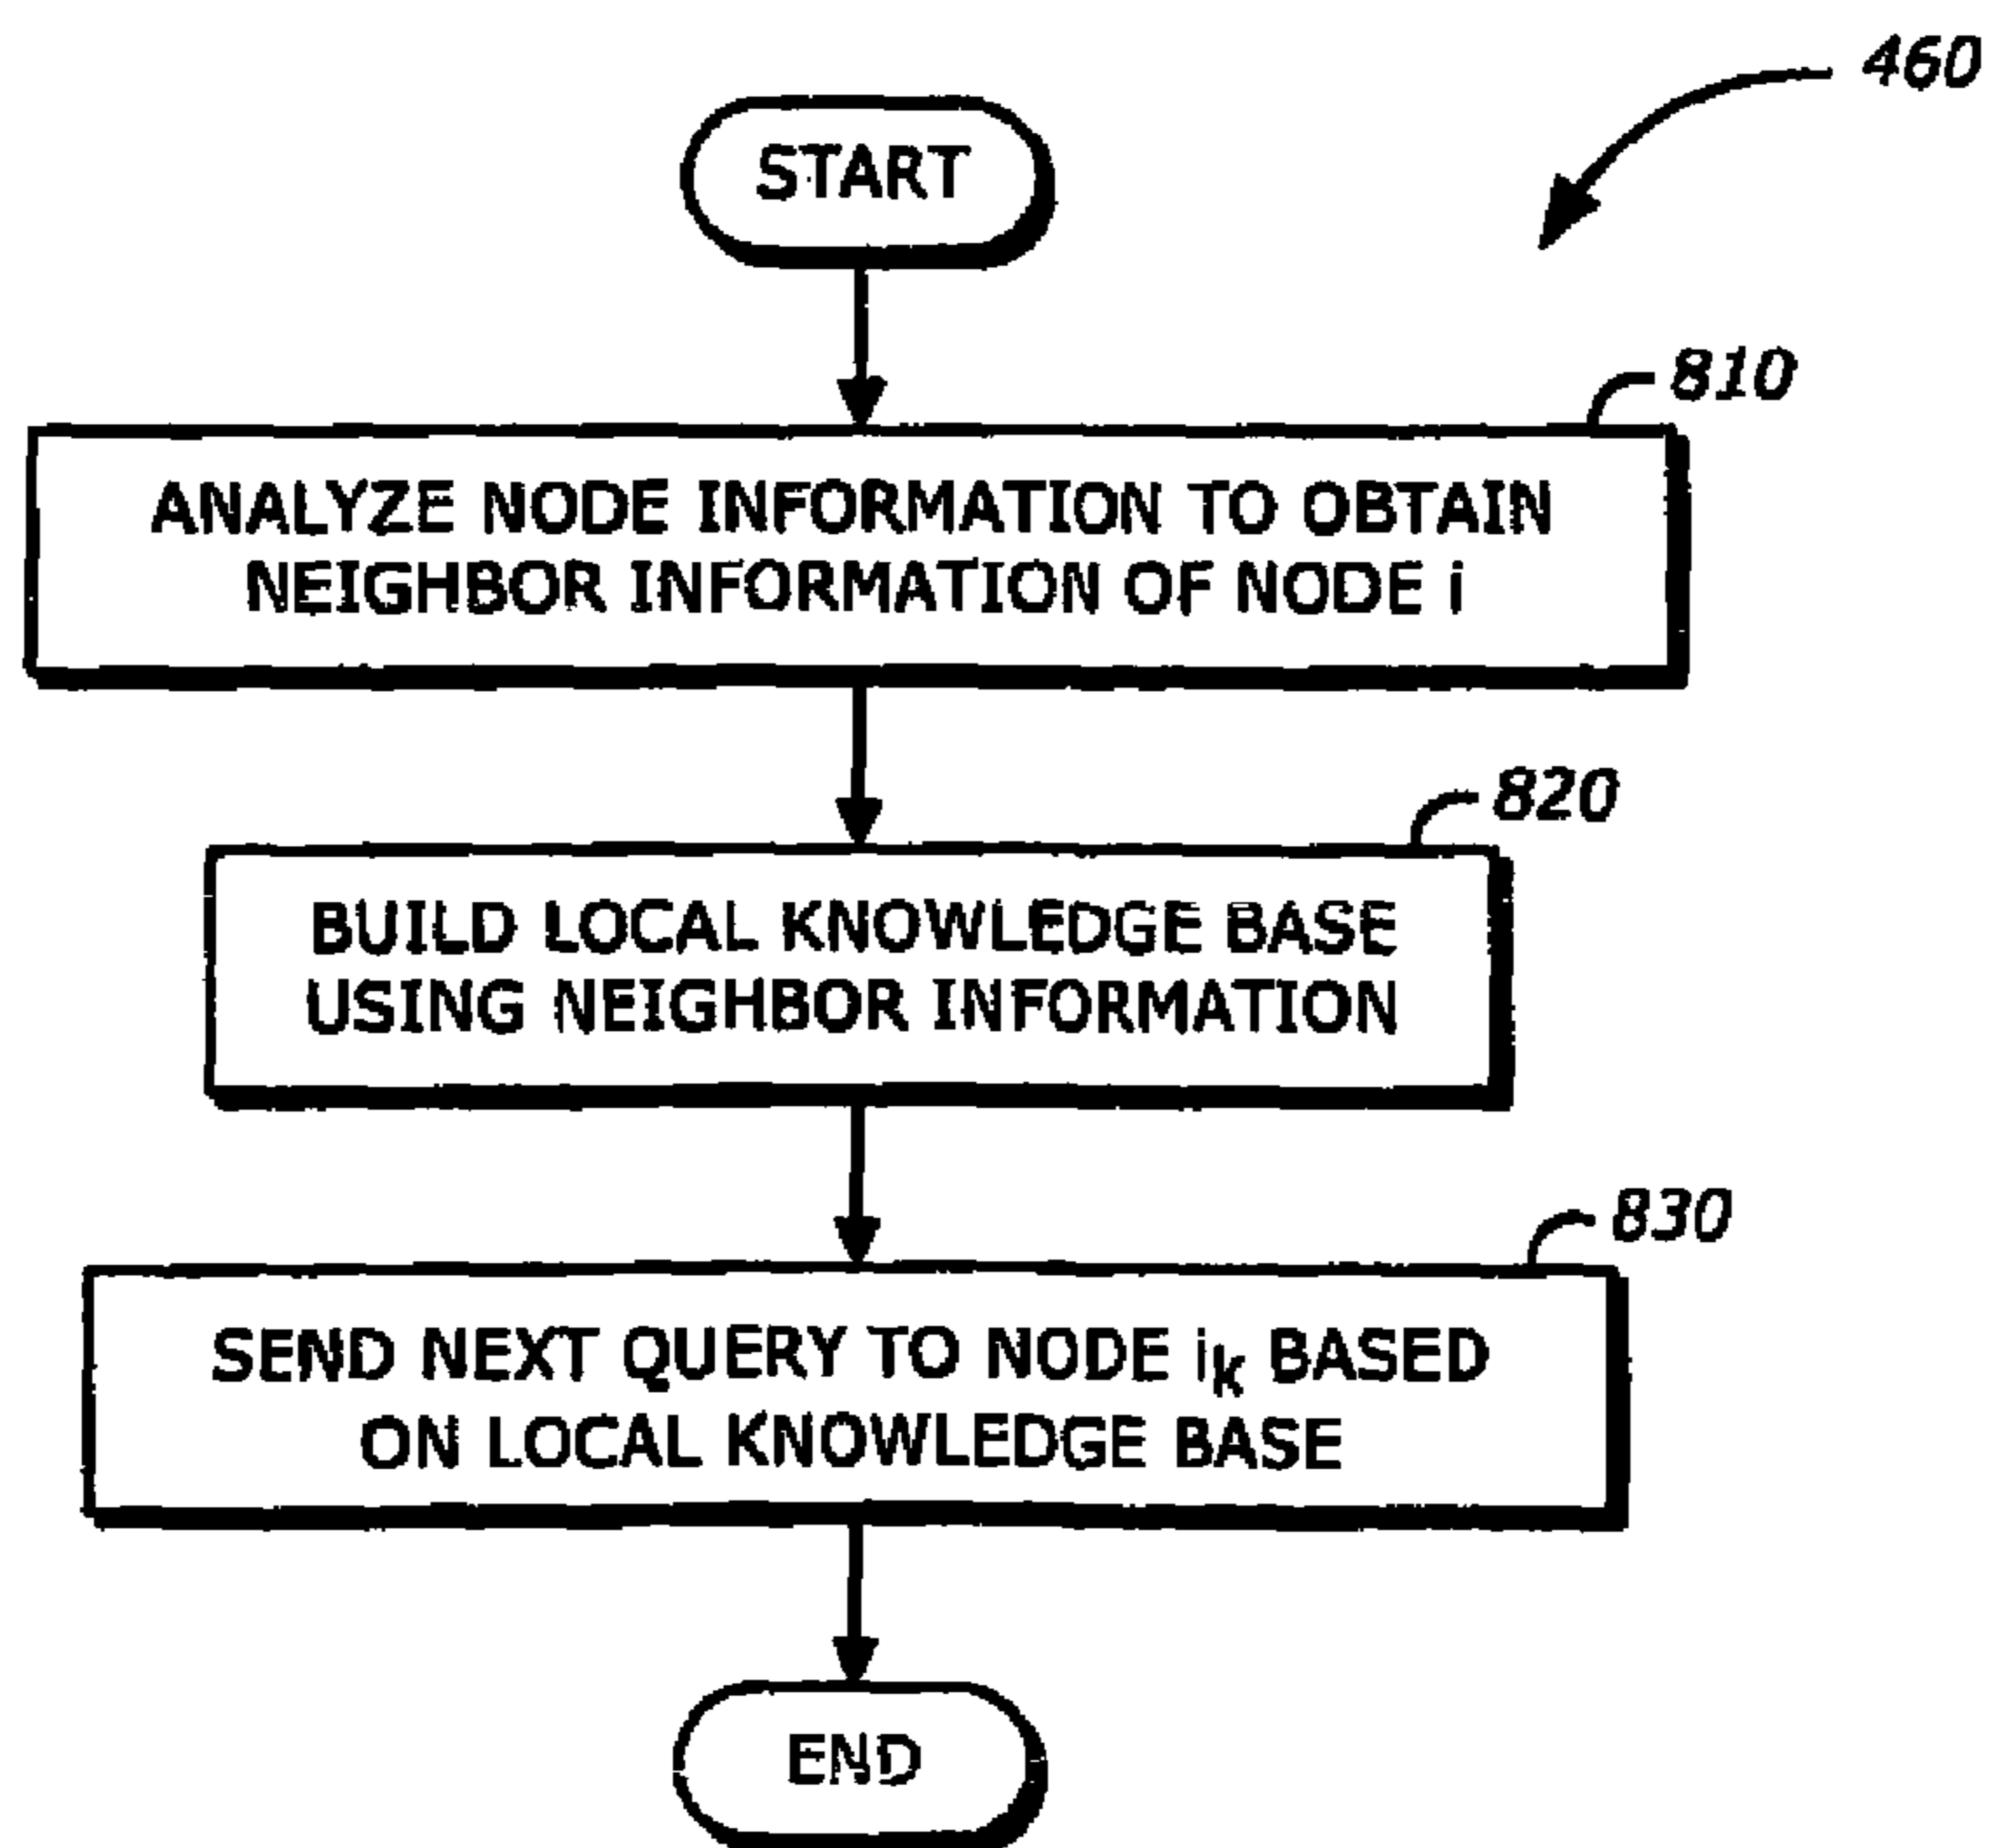 460
START
810
ANALYZE NODE INFORMATION TO OBTAIN
NEIGHBOR INFORMATION OF NODE i
820
BUILD LOCAL KNOWLEDGE BASE
USING NEIGHBOR INFORMATION
830
SEND NEXT QUERY TO NODE iₖ BASED
ON LOCAL KNOWLEDGE BASE
END